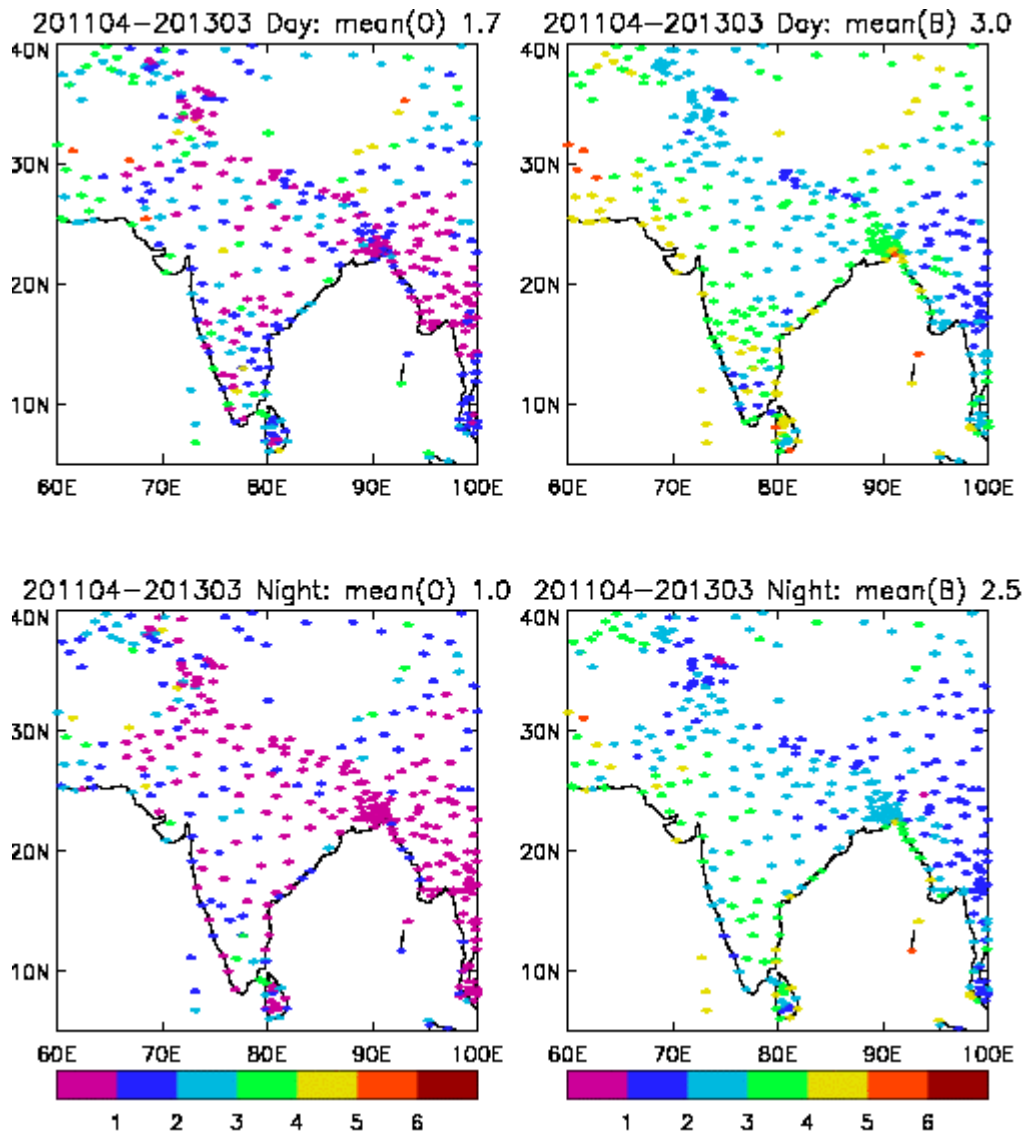 201104−201303 Day: mean(O) 1.7
201104−201303 Day: mean(B) 3.0
40N
30N
20N
10N
60E 70E 80E 90E 100E
40N
30N
20N
10N
60E 70E 80E 90E 100E
201104−201303 Night: mean(O) 1.0
201104−201303 Night: mean(B) 2.5
40N
30N
20N
10N
60E 70E 80E 90E 100E
40N
30N
20N
10N
60E 70E 80E 90E 100E
1 2 3 4 5 6
1 2 3 4 5 6